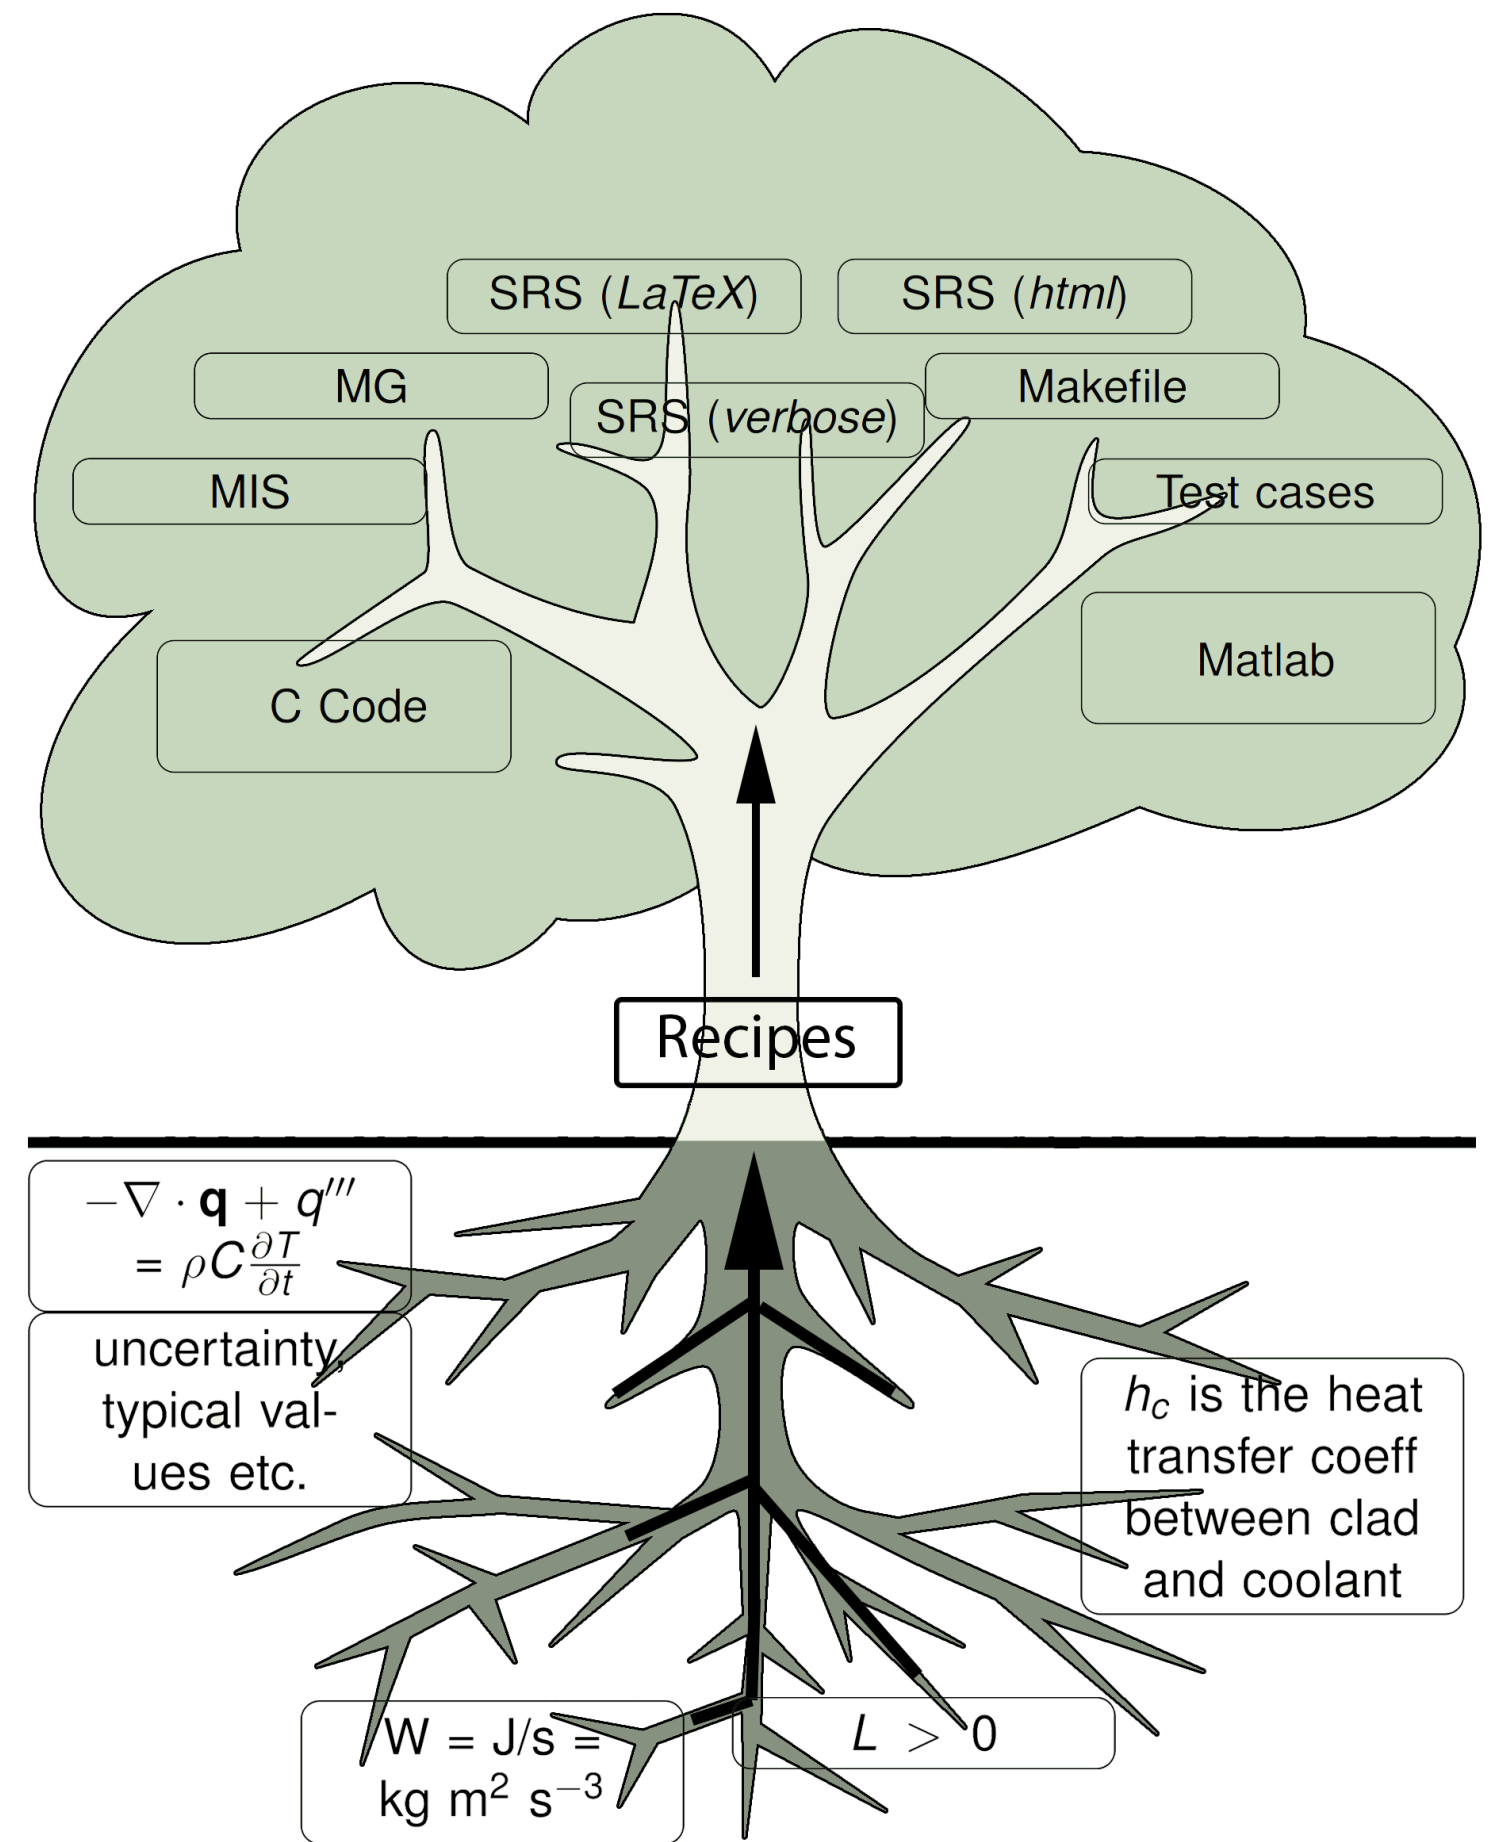 SRS (LaTeX)
SRS (html)
MG
SRS (verbose)
Makefile
MIS
Test cases
C Code
Matlab
Recipes
−∇ · q + q′′′
= ρC ∂T/∂t
uncertainty,
typical val-
ues etc.
h_c is the heat
transfer coeff
between clad
and coolant
W = J/s =
kg m² s⁻³
L > 0